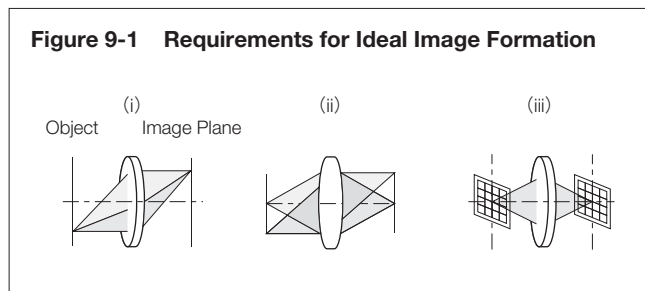 Figure 9-1 Requirements for Ideal Image Formation
(i) (ii) (iii)
Object Image Plane